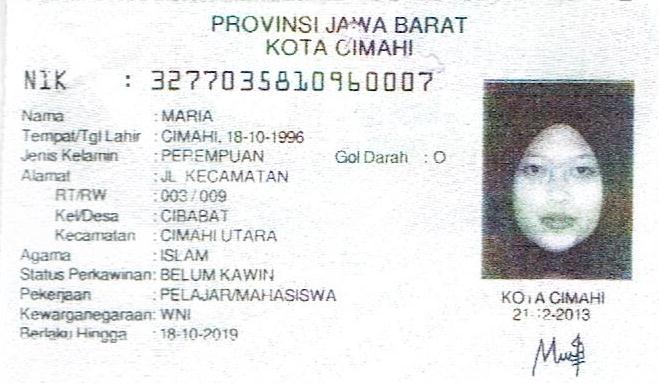 PROVINSI JAWA BARAT
KOTA CIMAHI
NIK : 3277035810960007
Nama : MARIA
Tempat/Tgl Lahir : CIMAHI, 18-10-1996
Jenis Kelamin : PEREMPUAN Gol Darah : O
Alamat : JL KECAMATAN
RT/RW : 003 / 009
Kel/Desa : CIBABAT
Kecamatan : CIMAHI UTARA
Agama : ISLAM
Status Perkawinan: BELUM KAWIN
Pekerjaan : PELAJAR/MAHASISWA
Kewarganegaraan: WNI
Berlaku Hingga : 18-10-2019
KOTA CIMAHI
21-12-2013